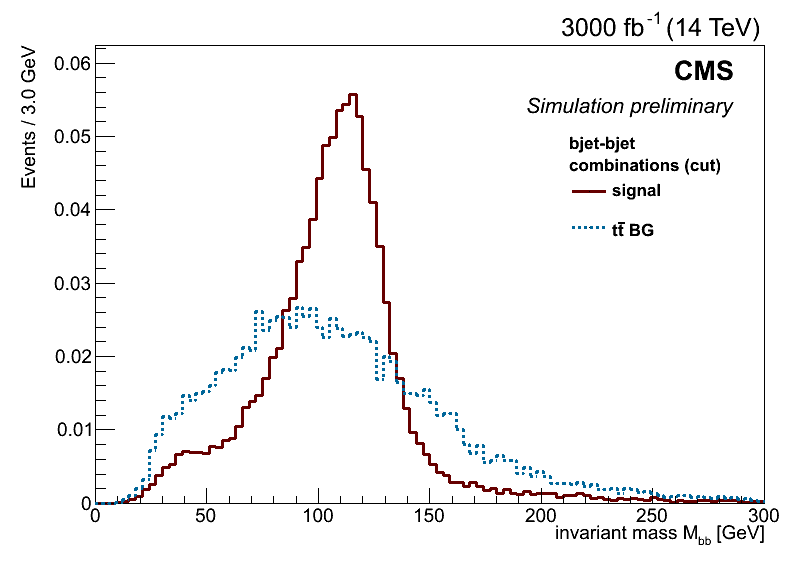 3000 fb⁻¹ (14 TeV)
CMS
Simulation preliminary
bjet-bjet
combinations (cut)
signal
tt̄ BG
Events / 3.0 GeV
0.06
0.05
0.04
0.03
0.02
0.01
0
0 50 100 150 200 250 300
invariant mass M_bb [GeV]